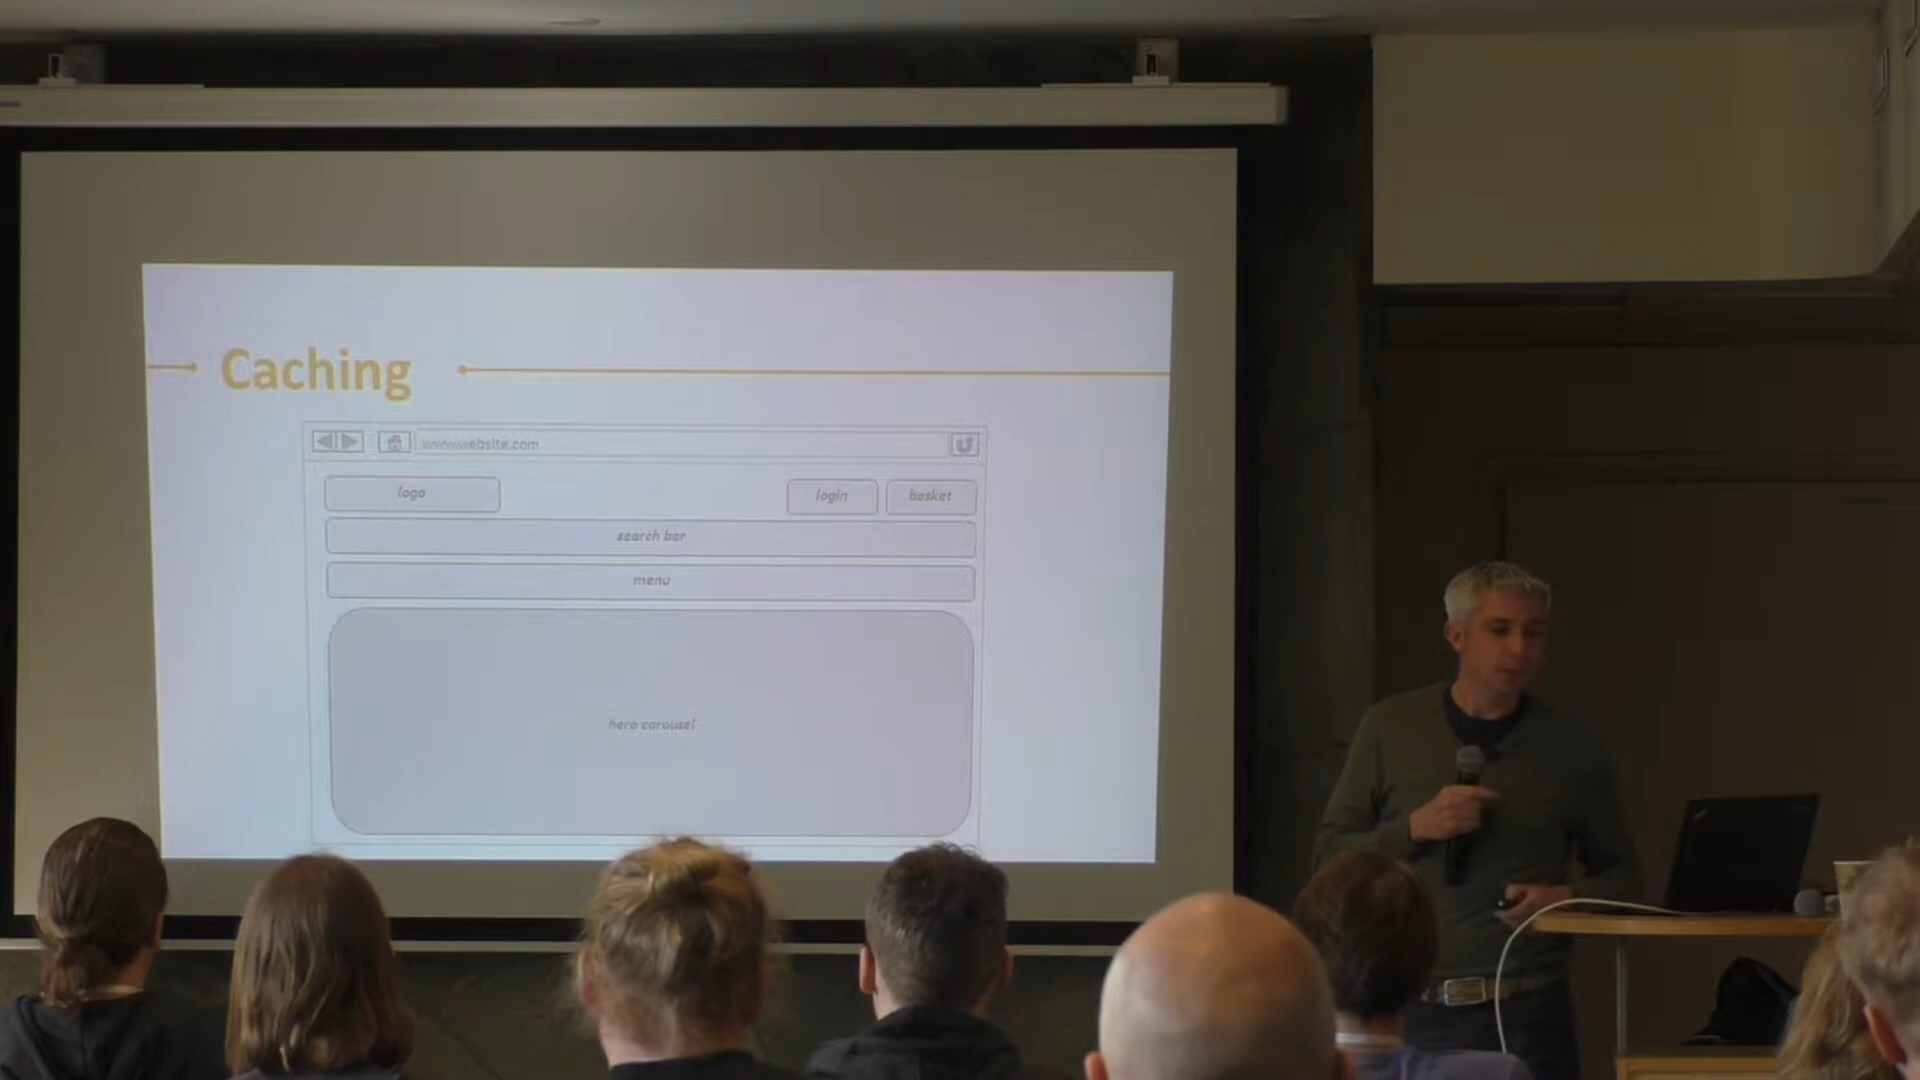 Caching
www.website.com
logo
login
basket
search bar
menu
hero carousel